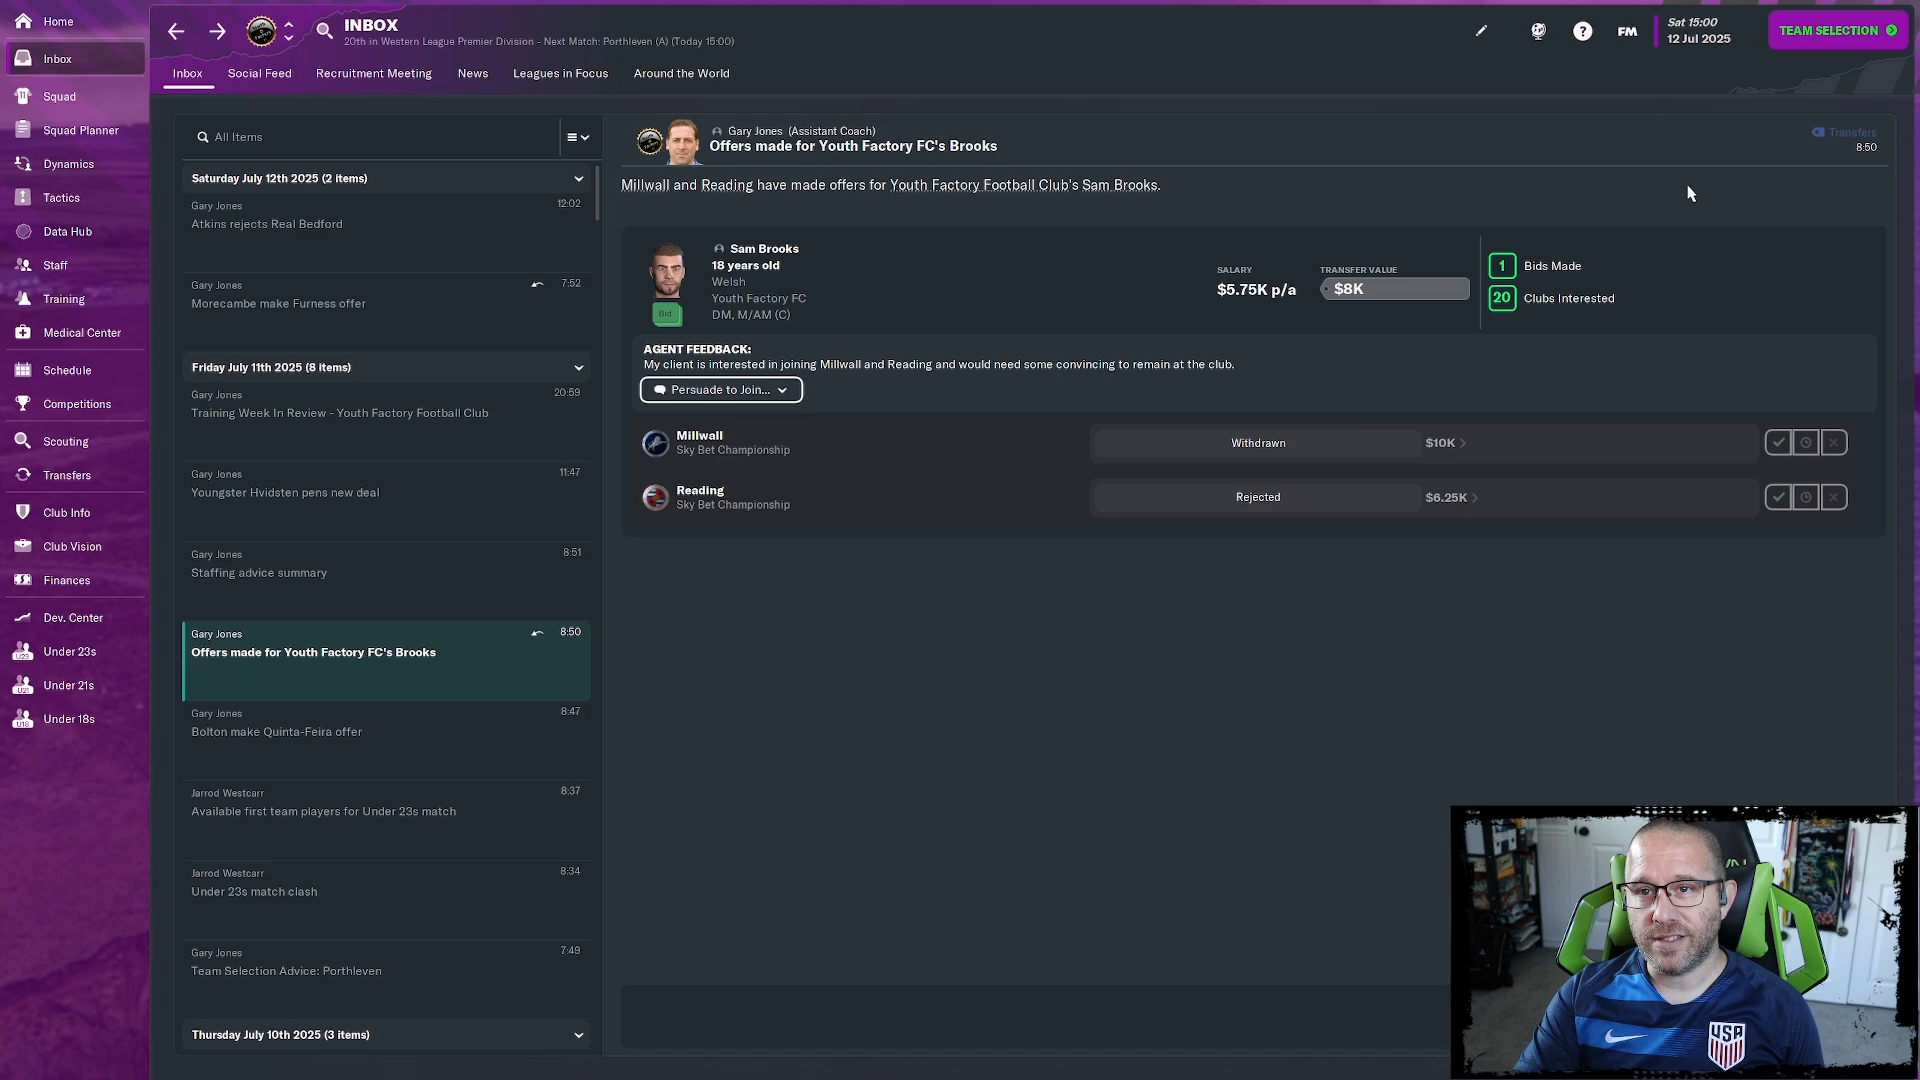 Home
Inbox
Squad
Squad Planner
Dynamics
Tactics
Data Hub
Staff
Training
Medical Center
Schedule
Competitions
Scouting
Transfers
Club Info
Club Vision
Finances
Dev. Center
U23
Under 23s
U21
Under 21s
U18
Under 18s
INBOX
20th in Western League Premier Division - Next Match: Porthleven (A) (Today 15:00)
FM
Sat 15:00
12 Jul 2025
TEAM SELECTION
Inbox
Social Feed
Recruitment Meeting
News
Leagues in Focus
Around the World
All Items
Saturday July 12th 2025 (2 items)
Gary Jones
12:02
Atkins rejects Real Bedford
Gary Jones
7:52
Morecambe make Furness offer
Friday July 11th 2025 (8 items)
Gary Jones
20:59
Training Week In Review - Youth Factory Football Club
Gary Jones
11:47
Youngster Hvidsten pens new deal
Gary Jones
8:51
Staffing advice summary
Gary Jones
8:50
Offers made for Youth Factory FC's Brooks
Gary Jones
8:47
Bolton make Quinta-Feira offer
Jarrod Westcarr
8:37
Available first team players for Under 23s match
Jarrod Westcarr
8:34
Under 23s match clash
Gary Jones
7:49
Team Selection Advice: Porthleven
Thursday July 10th 2025 (3 items)
Gary Jones (Assistant Coach)
Offers made for Youth Factory FC's Brooks
Transfers
8:50
Millwall and Reading have made offers for Youth Factory Football Club's Sam Brooks.
Sam Brooks
18 years old
Welsh
Youth Factory FC
DM, M/AM (C)
Bid
SALARY
$5.75K p/a
TRANSFER VALUE
$8K
1 Bids Made
20 Clubs Interested
AGENT FEEDBACK:
My client is interested in joining Millwall and Reading and would need some convincing to remain at the club.
Persuade to Join...
Millwall
Sky Bet Championship
Withdrawn
$10K
Reading
Sky Bet Championship
Rejected
$6.25K
USA